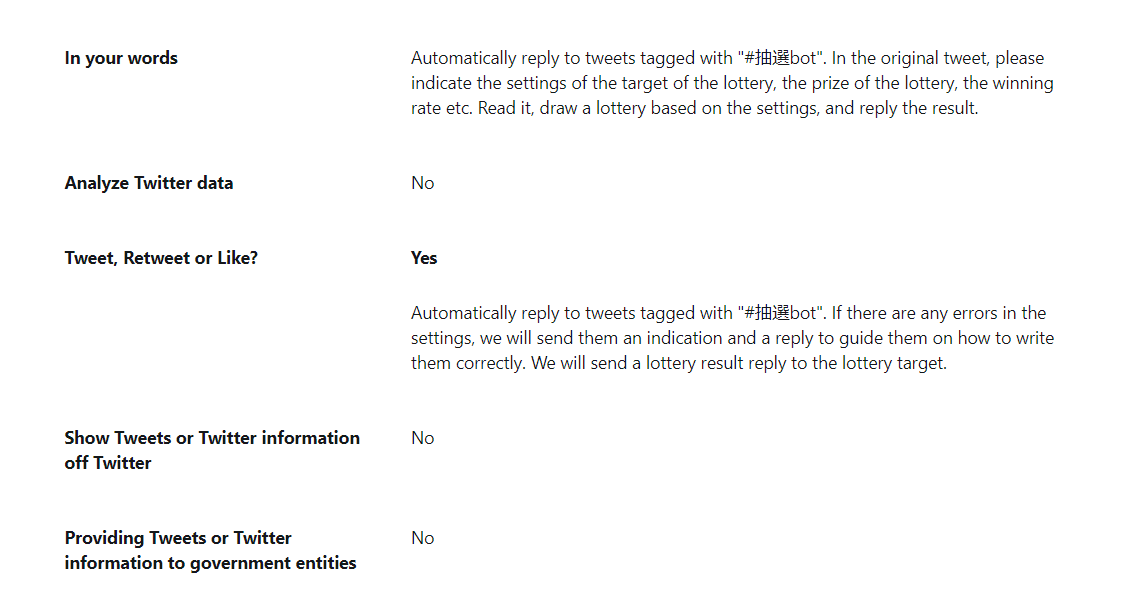 In your words
Automatically reply to tweets tagged with "#抽選bot". In the original tweet, please
indicate the settings of the target of the lottery, the prize of the lottery, the winning
rate etc. Read it, draw a lottery based on the settings, and reply the result.
Analyze Twitter data
No
Tweet, Retweet or Like?
Yes
Automatically reply to tweets tagged with "#抽選bot". If there are any errors in the
settings, we will send them an indication and a reply to guide them on how to write
them correctly. We will send a lottery result reply to the lottery target.
Show Tweets or Twitter information
off Twitter
No
Providing Tweets or Twitter
information to government entities
No